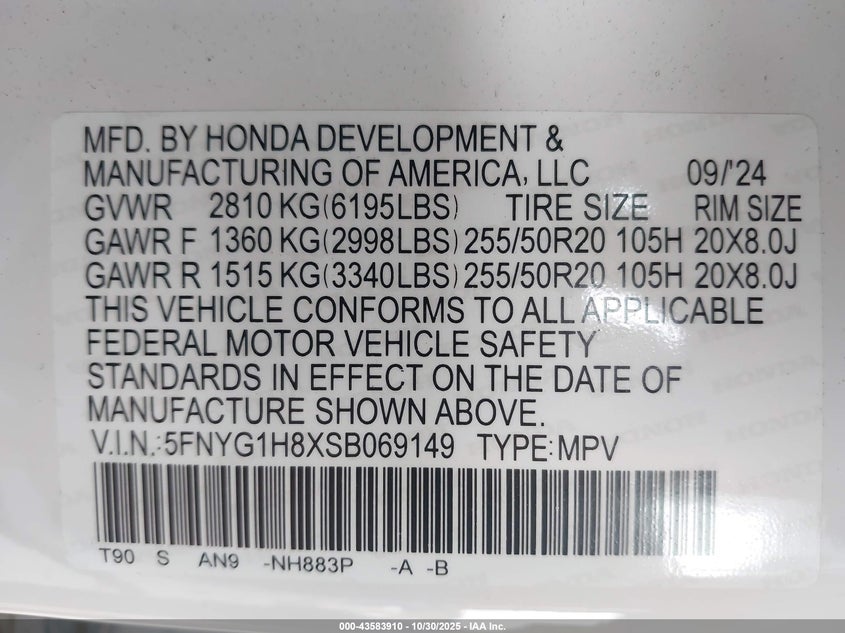 MFD. BY HONDA DEVELOPMENT &
MANUFACTURING OF AMERICA, LLC 09/'24
GVWR 2810 KG(6195LBS) TIRE SIZE RIM SIZE
GAWR F 1360 KG(2998LBS) 255/50R20 105H 20X8.0J
GAWR R 1515 KG(3340LBS) 255/50R20 105H 20X8.0J
THIS VEHICLE CONFORMS TO ALL APPLICABLE
FEDERAL MOTOR VEHICLE SAFETY
STANDARDS IN EFFECT ON THE DATE OF
MANUFACTURE SHOWN ABOVE.
V.I.N.:5FNYG1H8XSB069149 TYPE:MPV
T90 S AN9 -NH883P -A -B
000-43583910 - 10/30/2025 - IAA Inc.